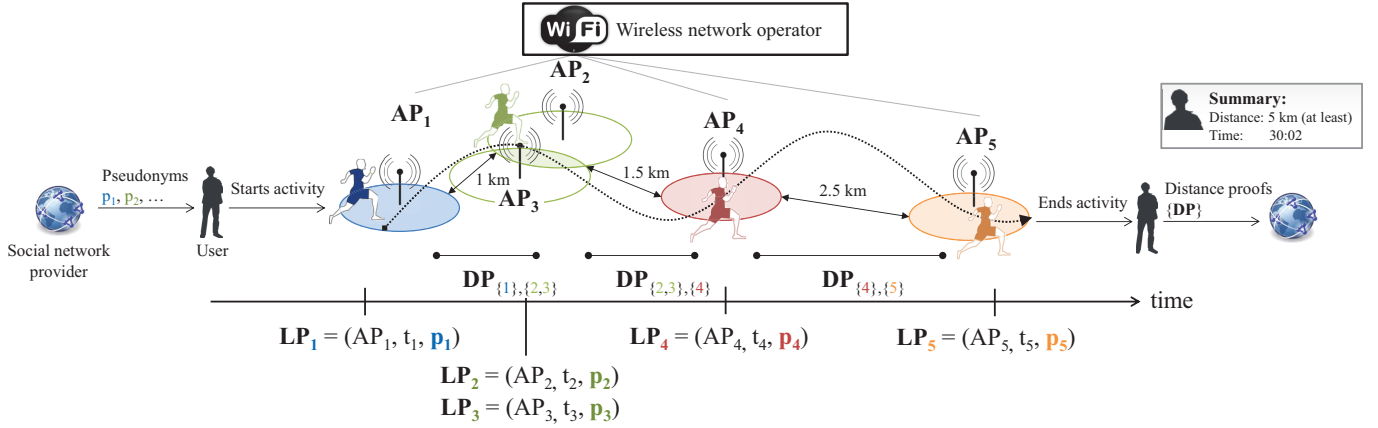 Wi Fi Wireless network operator
AP2
AP1
AP4
AP5
AP3
1 km
1.5 km
2.5 km
Summary:
Distance: 5 km (at least)
Time: 30:02
Pseudonyms
p1, p2, …
Social network
provider
User
Starts activity
Ends activity
Distance proofs
{DP}
DP{1},{2,3}
DP{2,3},{4}
DP{4},{5}
time
LP1 = (AP1, t1, p1)
LP4 = (AP4, t4, p4)
LP5 = (AP5, t5, p5)
LP2 = (AP2, t2, p2)
LP3 = (AP3, t3, p3)